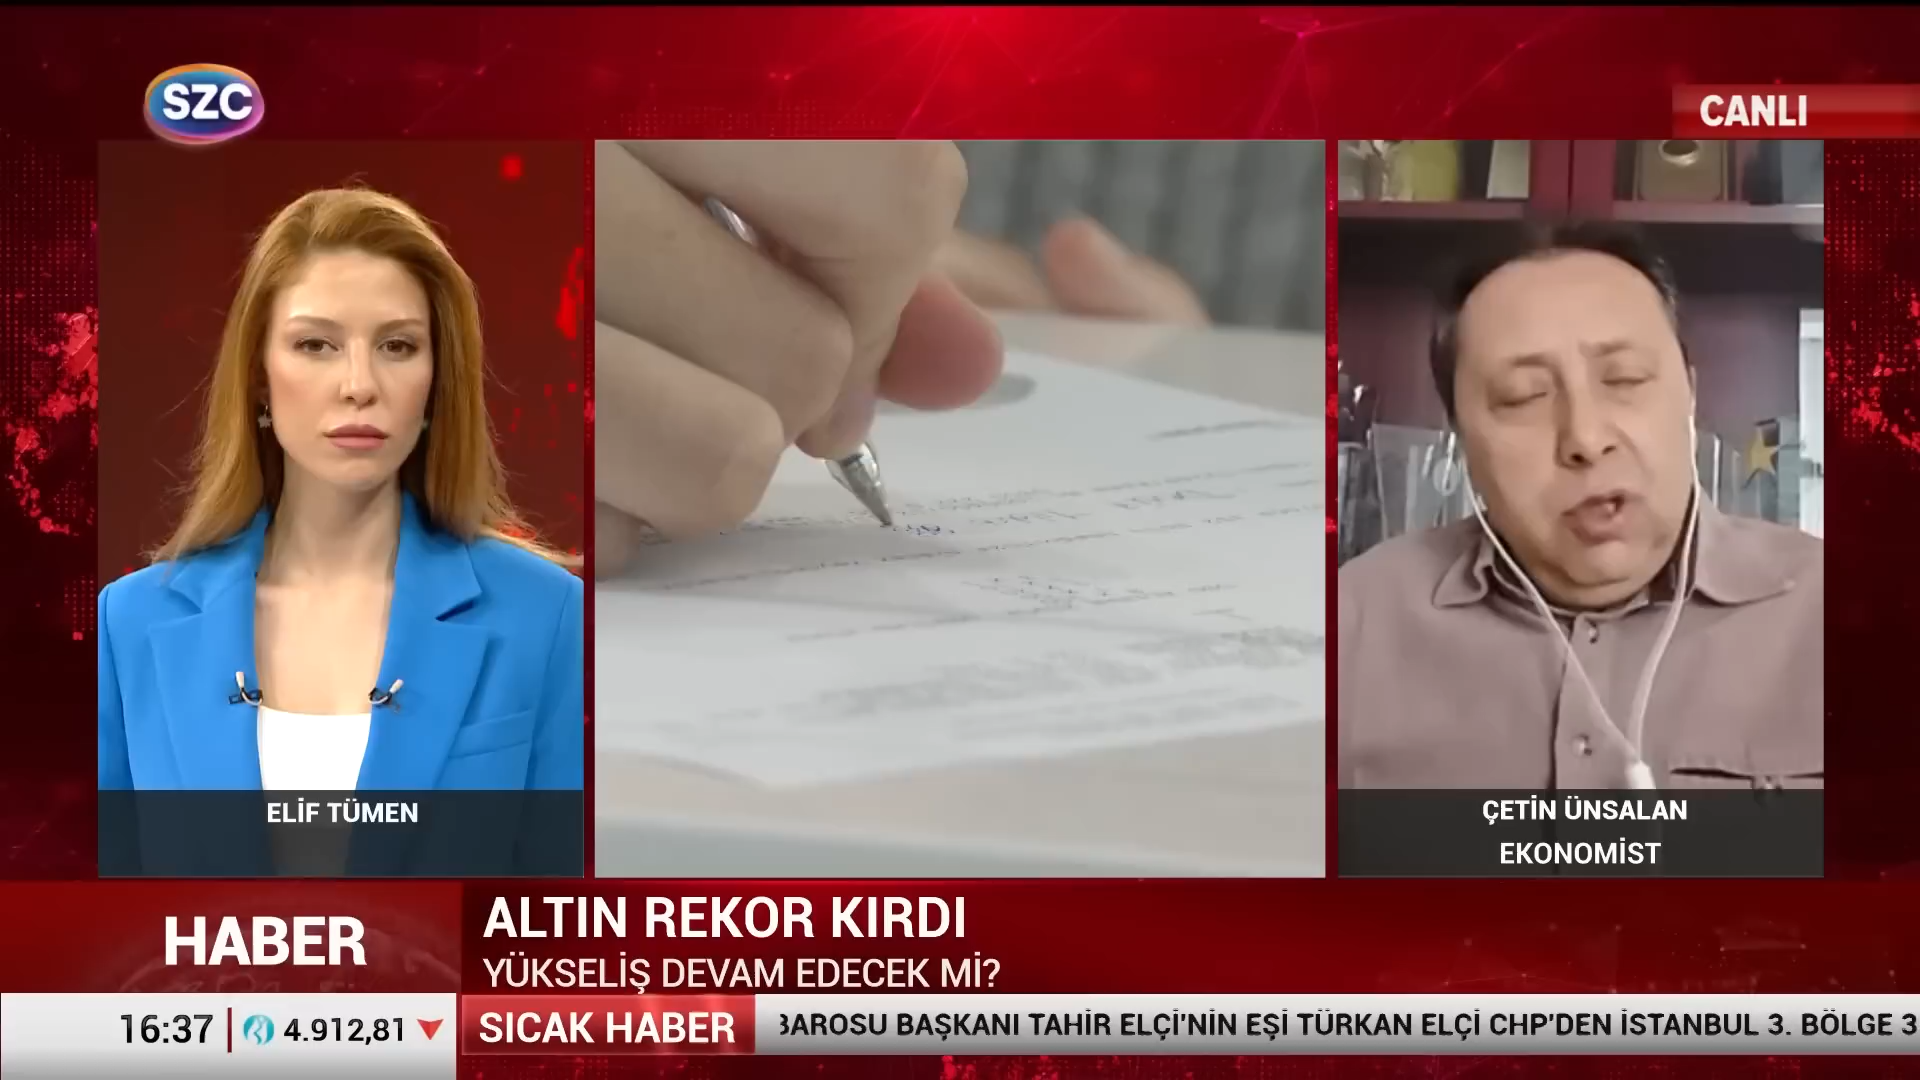 SZC
CANLI
ELİF TÜMEN
ÇETİN ÜNSALAN
EKONOMİST
HABER
ALTIN REKOR KIRDI
YÜKSELİŞ DEVAM EDECEK Mİ?
16:37 4.912,81
SICAK HABER
BAROSU BAŞKANI TAHİR ELÇİ'NİN EŞİ TÜRKAN ELÇİ CHP'DEN İSTANBUL 3. BÖLGE 3